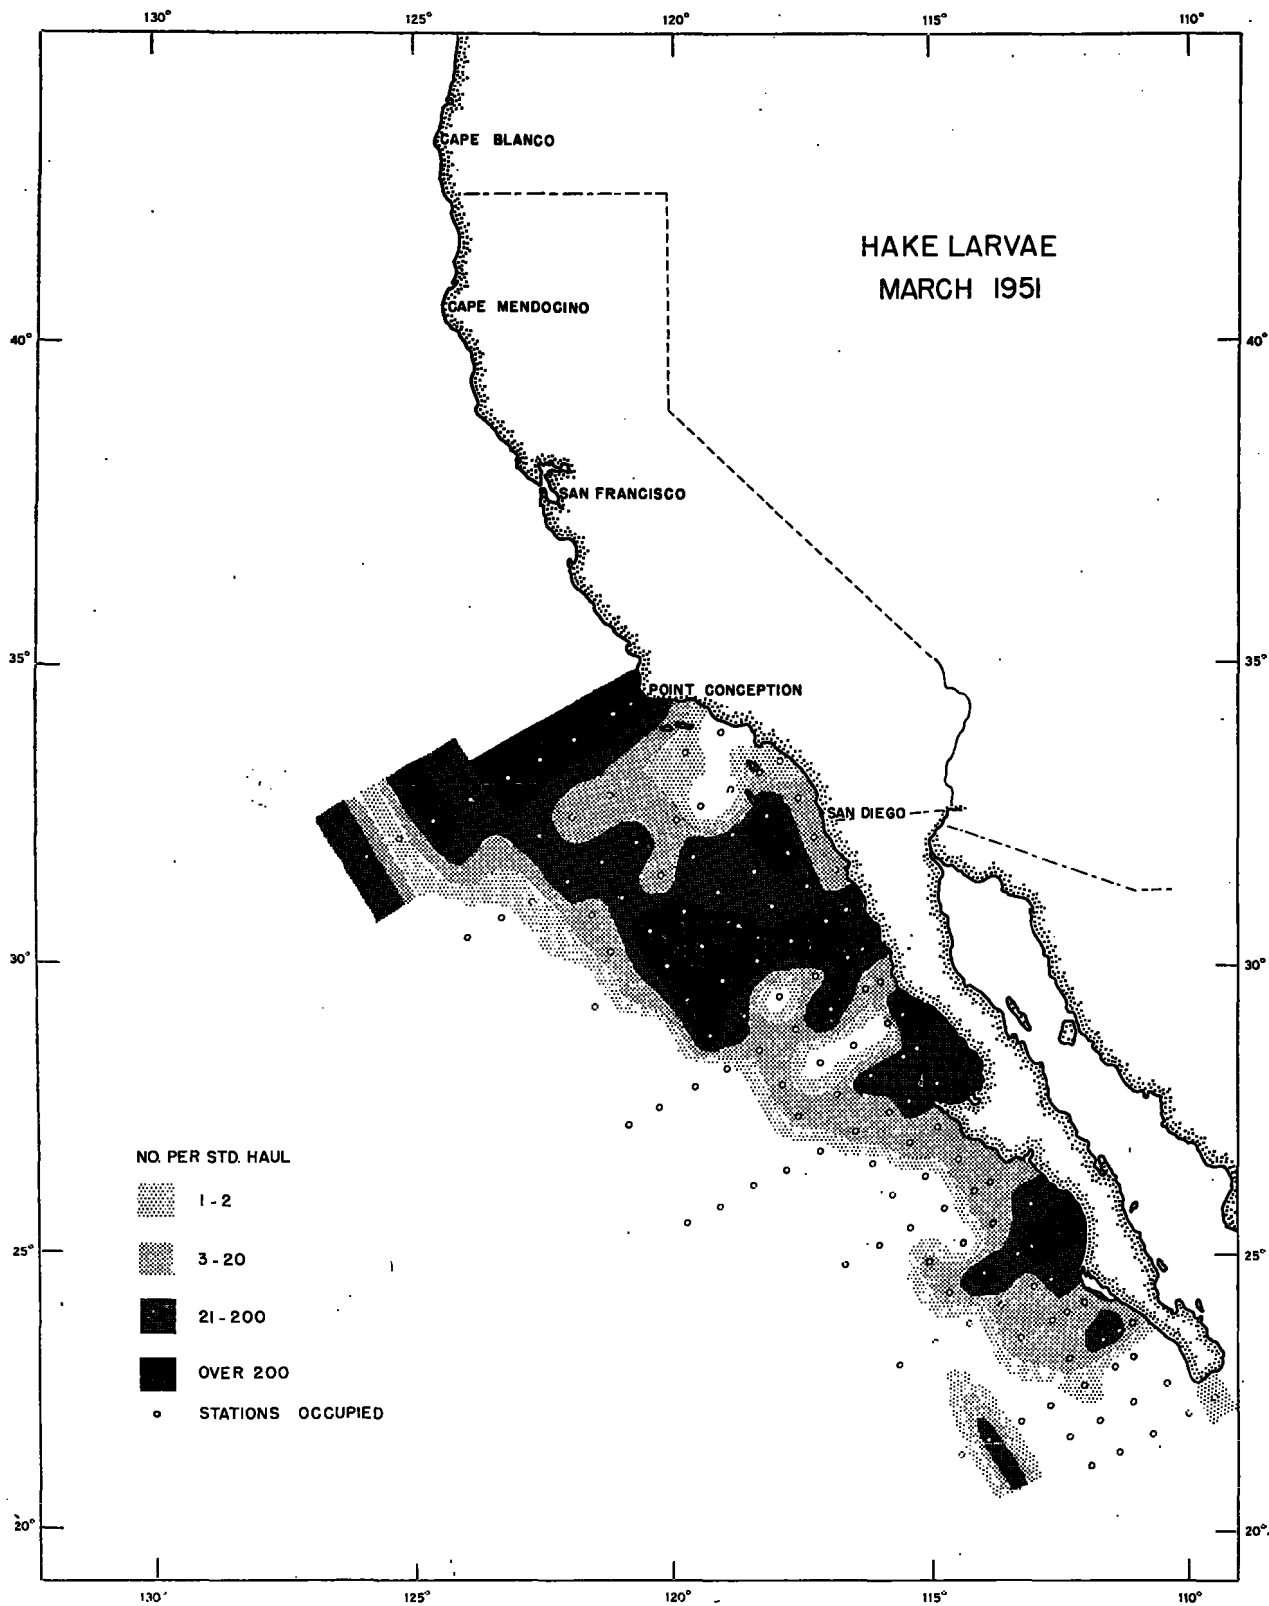 130° 125° 120° 115° 110°
CAPE BLANCO
HAKE LARVAE
MARCH 1951
CAPE MENDOCINO
40° 40°
SAN FRANCISCO
35° 35°
POINT CONCEPTION
SAN DIEGO
30° 30°
NO. PER STD. HAUL
1-2
25° 25°
3-20
21-200
OVER 200
STATIONS OCCUPIED
20° 20°
130° 125° 120° 115° 110°